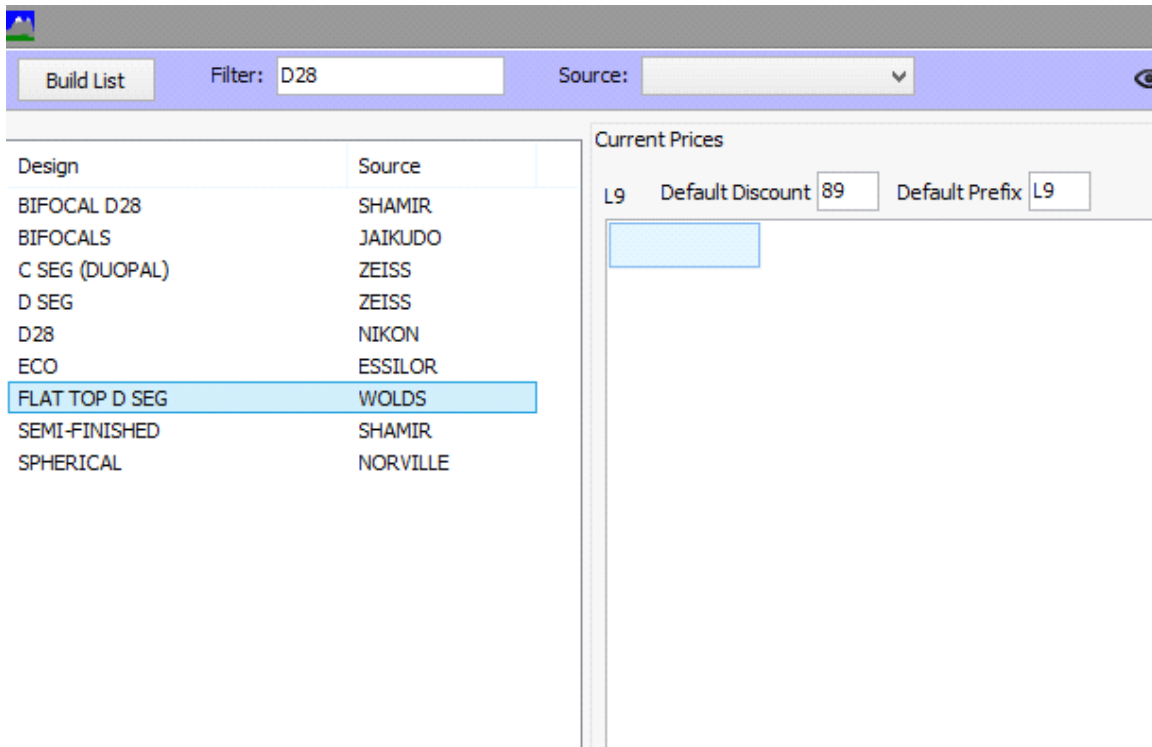 Build List Filter: D28 Source:
Current Prices
Design Source
L9 Default Discount 89 Default Prefix L9
BIFOCAL D28 SHAMIR
BIFOCALS JAIKUDO
C SEG (DUOPAL) ZEISS
D SEG ZEISS
D28 NIKON
ECO ESSILOR
FLAT TOP D SEG WOLDS
SEMI-FINISHED SHAMIR
SPHERICAL NORVILLE